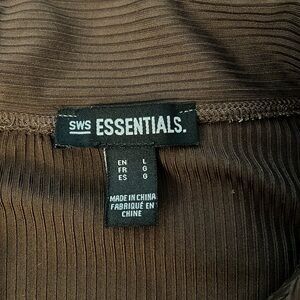 SWS ESSENTIALS.
EN L
FR G
ES G
MADE IN CHINA
FABRIQUÉ EN
CHINE